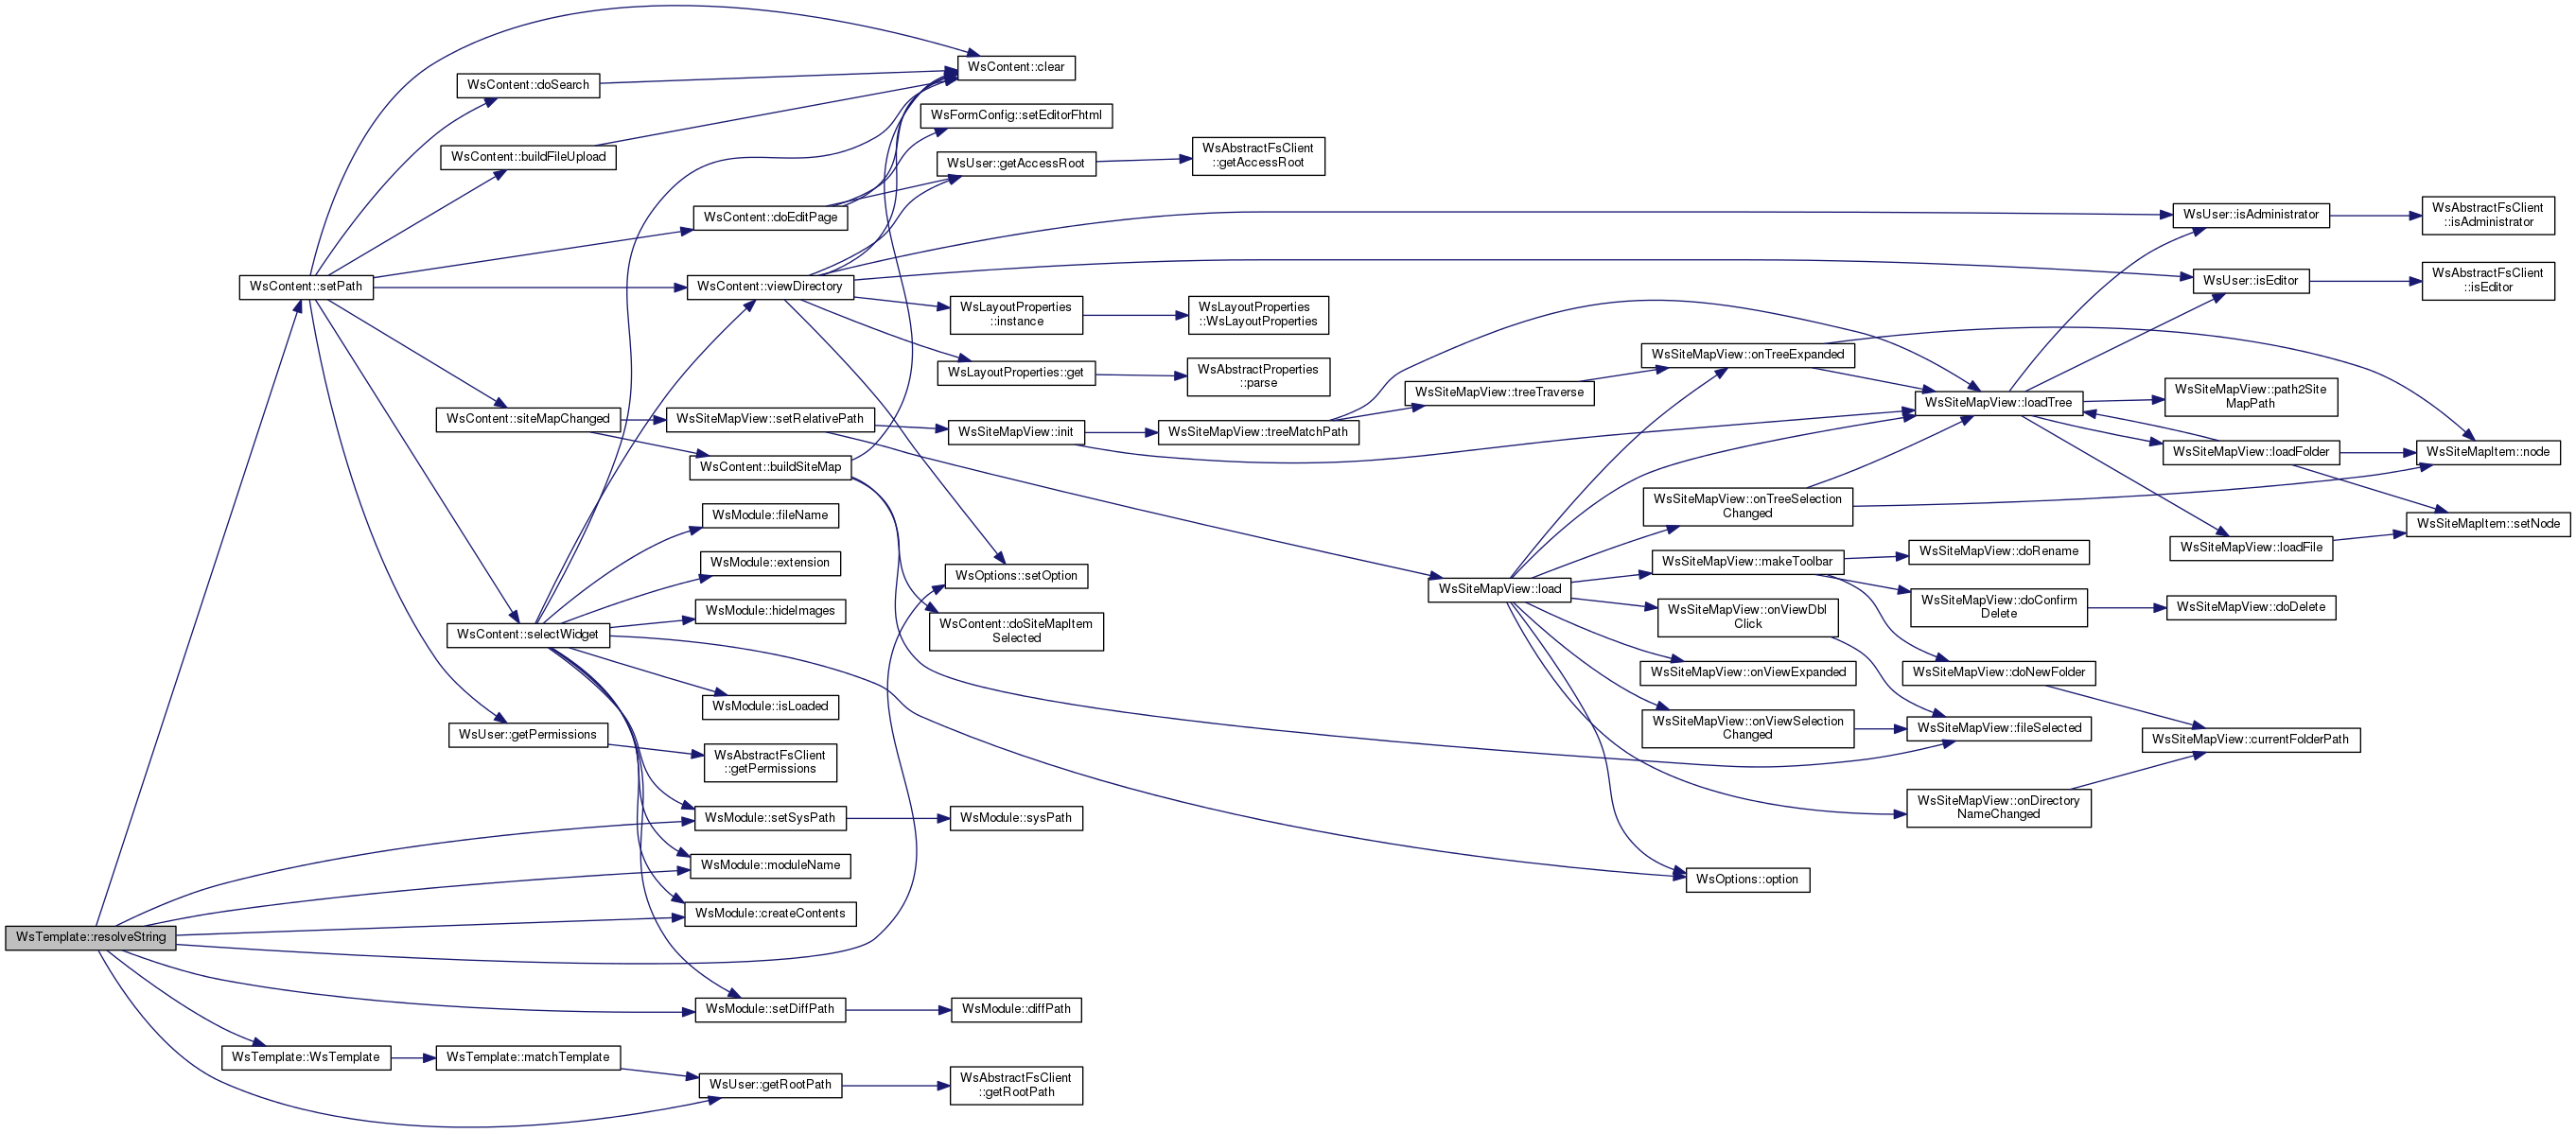 WsContent::clear
WsContent::doSearch
WsFormConfig::setEditorFhtml
WsContent::buildFileUpload
WsUser::getAccessRoot
WsAbstractFsClient
::getAccessRoot
WsContent::doEditPage
WsUser::isAdministrator
WsAbstractFsClient
::isAdministrator
WsContent::setPath
WsContent::viewDirectory
WsUser::isEditor
WsAbstractFsClient
::isEditor
WsLayoutProperties
::instance
WsLayoutProperties
::WsLayoutProperties
WsSiteMapView::onTreeExpanded
WsLayoutProperties::get
WsAbstractProperties
::parse
WsSiteMapView::treeTraverse
WsSiteMapView::loadTree
WsSiteMapView::path2Site
MapPath
WsContent::siteMapChanged
WsSiteMapView::setRelativePath
WsSiteMapView::init
WsSiteMapView::treeMatchPath
WsSiteMapView::loadFolder
WsSiteMapItem::node
WsContent::buildSiteMap
WsSiteMapView::onTreeSelection
Changed
WsModule::fileName
WsSiteMapItem::setNode
WsSiteMapView::loadFile
WsModule::extension
WsSiteMapView::makeToolbar
WsSiteMapView::doRename
WsOptions::setOption
WsSiteMapView::load
WsModule::hideImages
WsSiteMapView::onViewDbl
Click
WsSiteMapView::doConfirm
Delete
WsSiteMapView::doDelete
WsContent::selectWidget
WsContent::doSiteMapItem
Selected
WsSiteMapView::onViewExpanded
WsSiteMapView::doNewFolder
WsModule::isLoaded
WsUser::getPermissions
WsSiteMapView::onViewSelection
Changed
WsSiteMapView::fileSelected
WsSiteMapView::currentFolderPath
WsAbstractFsClient
::getPermissions
WsSiteMapView::onDirectory
NameChanged
WsModule::setSysPath
WsModule::sysPath
WsModule::moduleName
WsOptions::option
WsModule::createContents
WsTemplate::resolveString
WsModule::setDiffPath
WsModule::diffPath
WsTemplate::WsTemplate
WsTemplate::matchTemplate
WsUser::getRootPath
WsAbstractFsClient
::getRootPath